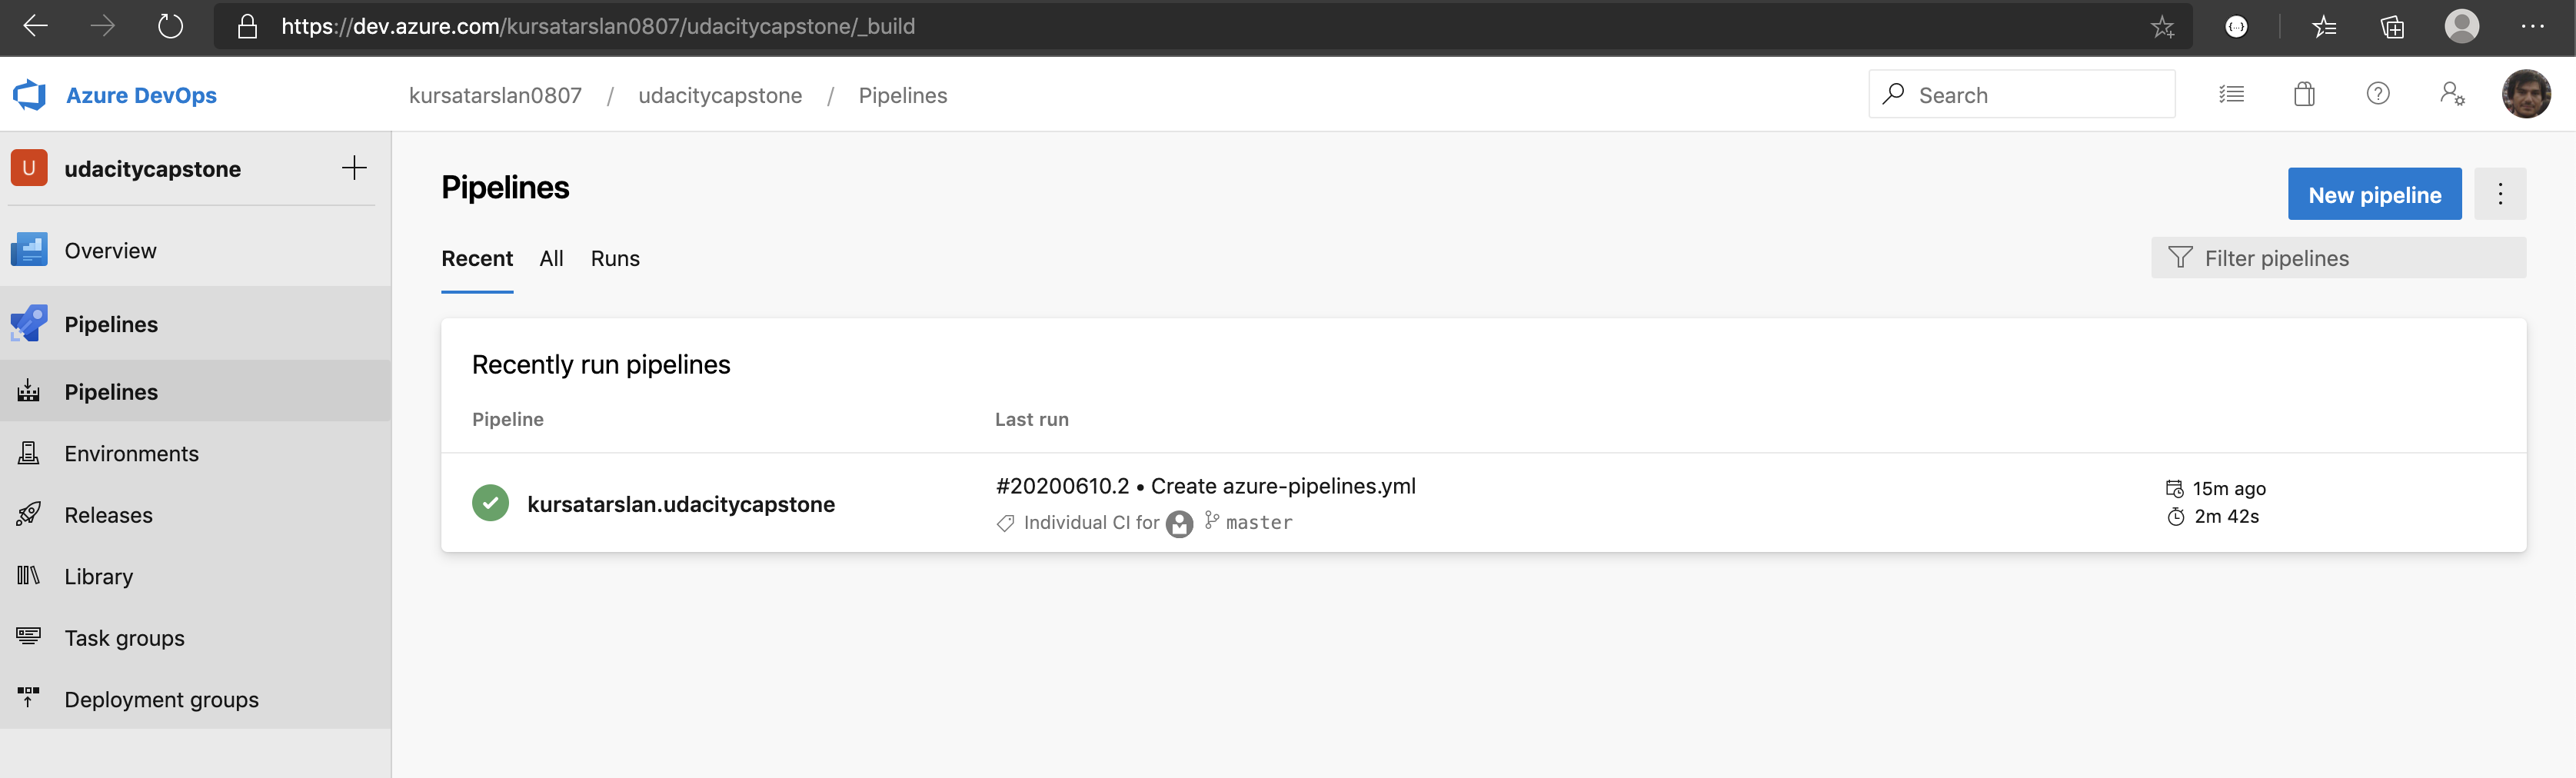 https://dev.azure.com/kursatarslan0807/udacitycapstone/_build
Azure DevOps
kursatarslan0807 / udacitycapstone / Pipelines
Search
U udacitycapstone
Overview
Pipelines
Pipelines
Environments
Releases
Library
Task groups
Deployment groups
Pipelines
New pipeline
Recent All Runs
Filter pipelines
Recently run pipelines
Pipeline Last run
kursatarslan.udacitycapstone
#20200610.2 • Create azure-pipelines.yml
Individual CI for master
15m ago
2m 42s